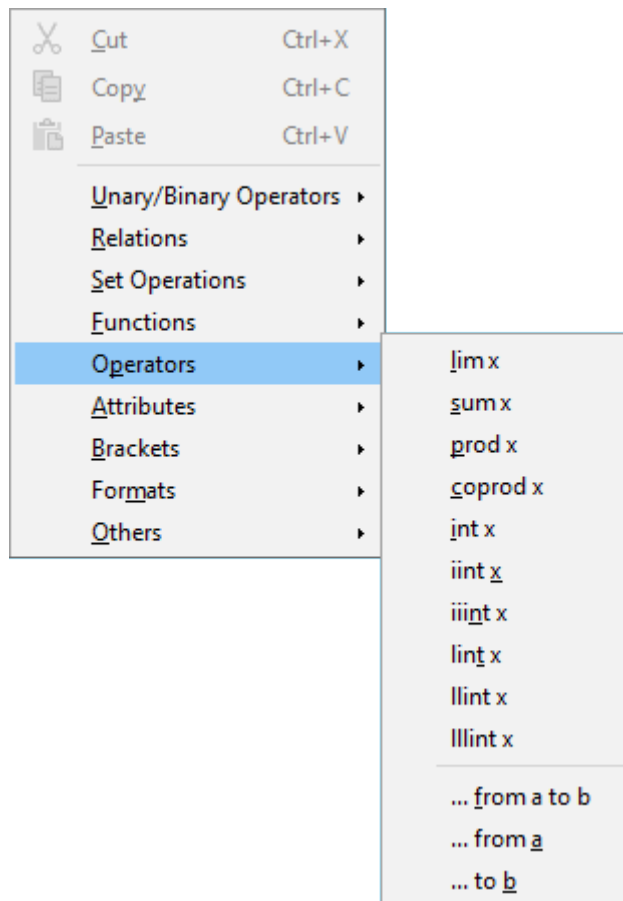 Cut Ctrl+X
Copy Ctrl+C
Paste Ctrl+V
Unary/Binary Operators
Relations
Set Operations
Functions
Operators
Attributes
Brackets
Formats
Others
lim x
sum x
prod x
coprod x
int x
iint x
iiint x
lint x
llint x
lllint x
... from a to b
... from a
... to b